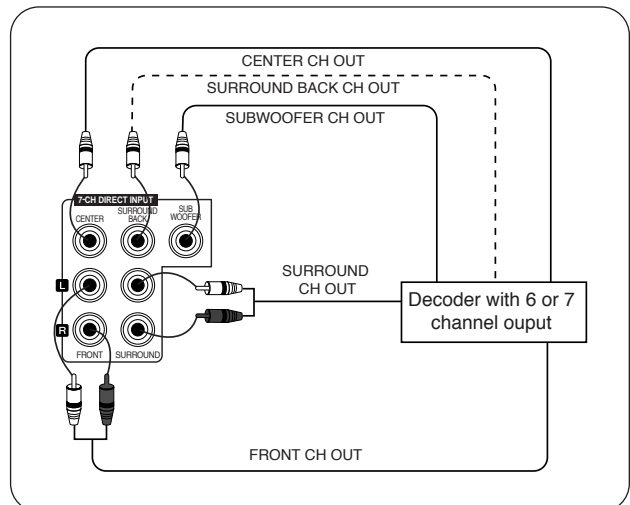 CENTER CH OUT
SURROUND BACK CH OUT
SUBWOOFER CH OUT
7-CH DIRECT INPUT
CENTER
SURROUND
BACK
SUB
WOOFER
L
R
FRONT
SURROUND
SURROUND
CH OUT
Decoder with 6 or 7
channel ouput
FRONT CH OUT